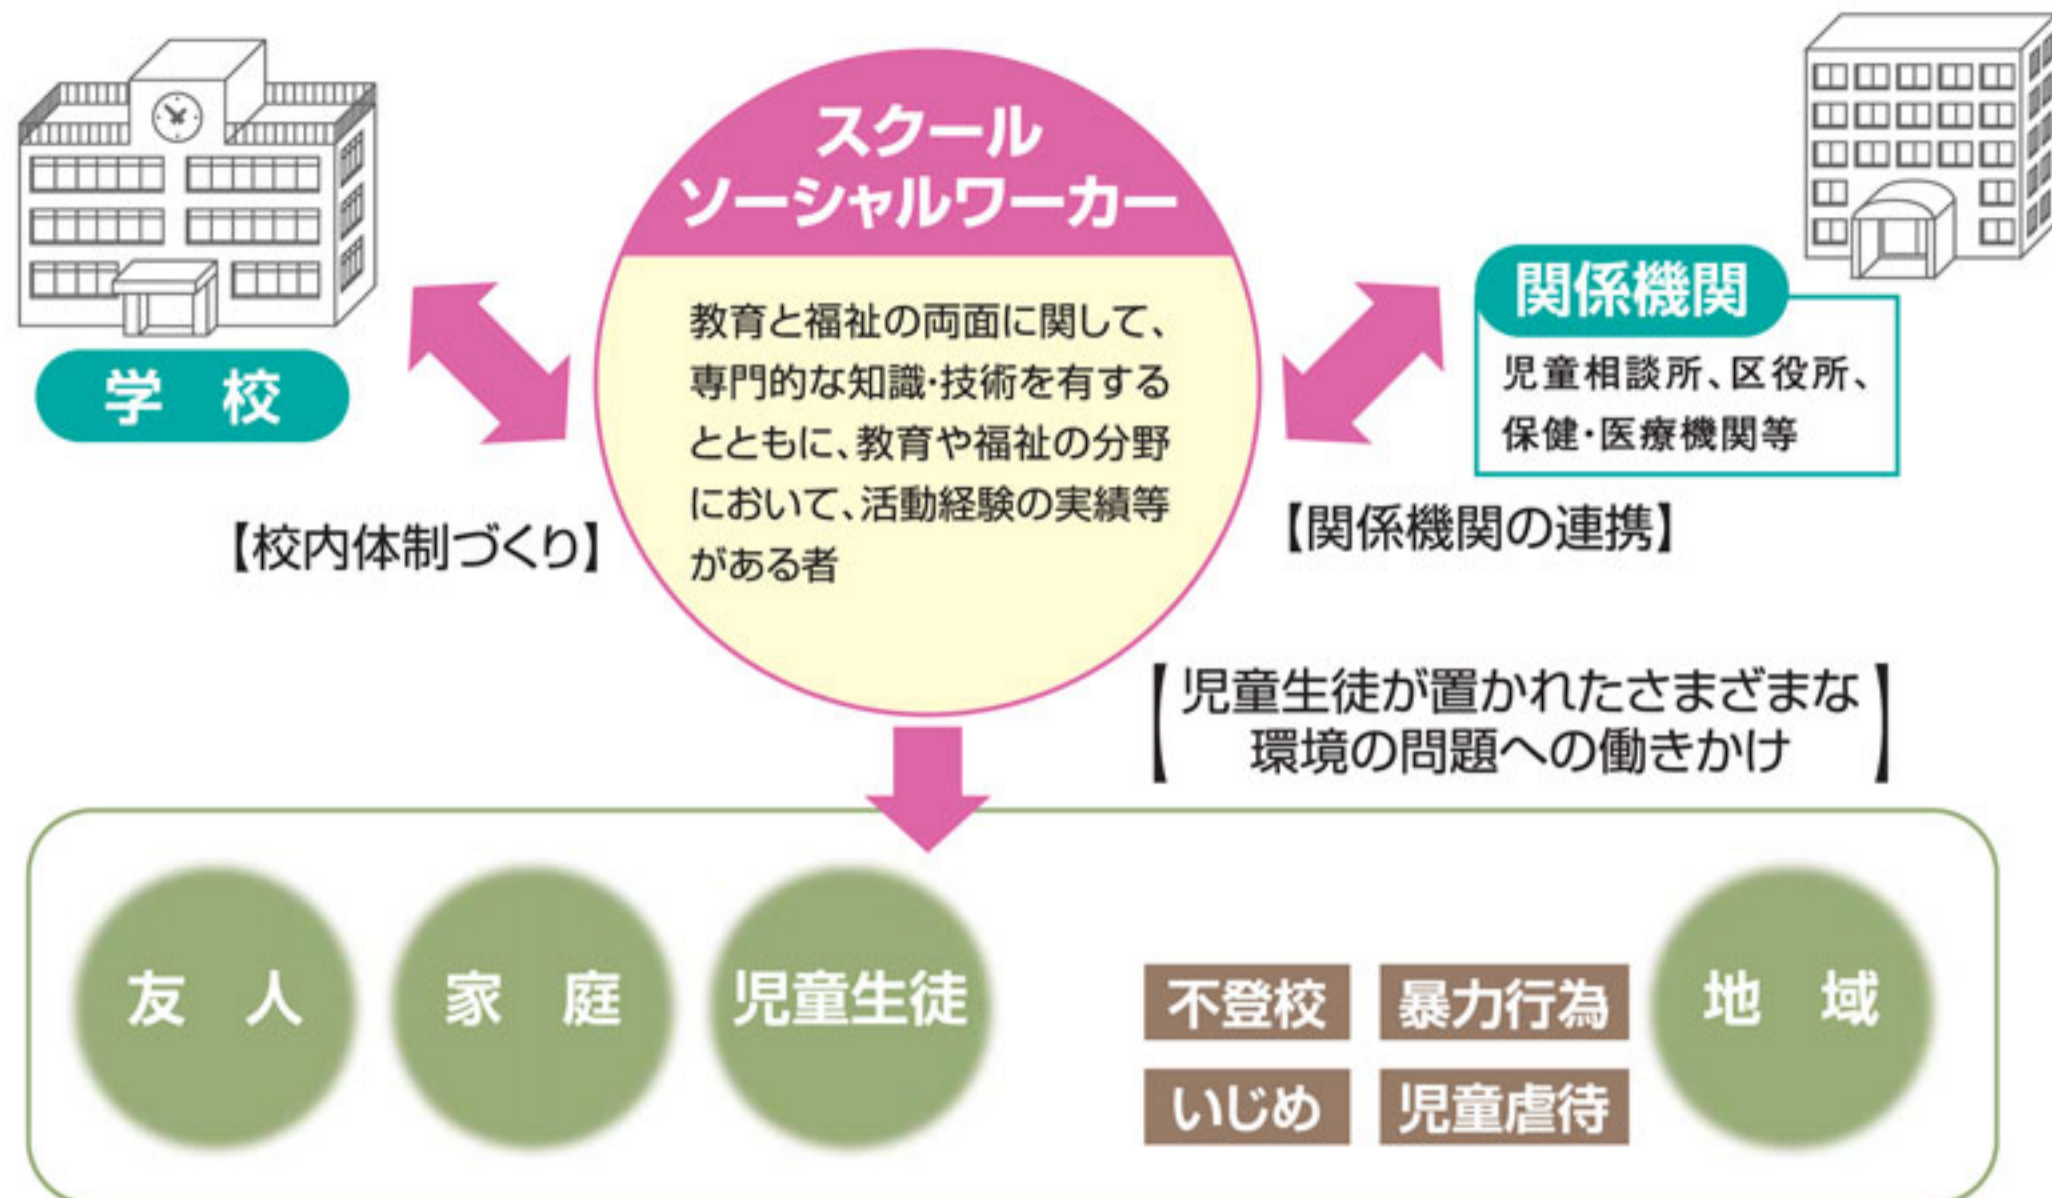 スクール
ソーシャルワーカー
教育と福祉の両面に関して、
専門的な知識・技術を有する
とともに、教育や福祉の分野
において、活動経験の実績等
がある者
学 校
【校内体制づくり】
関係機関
児童相談所、区役所、
保健・医療機関等
【関係機関の連携】
【児童生徒が置かれたさまざまな
環境の問題への働きかけ】
友 人
家 庭
児童生徒
不登校
暴力行為
いじめ
児童虐待
地 域